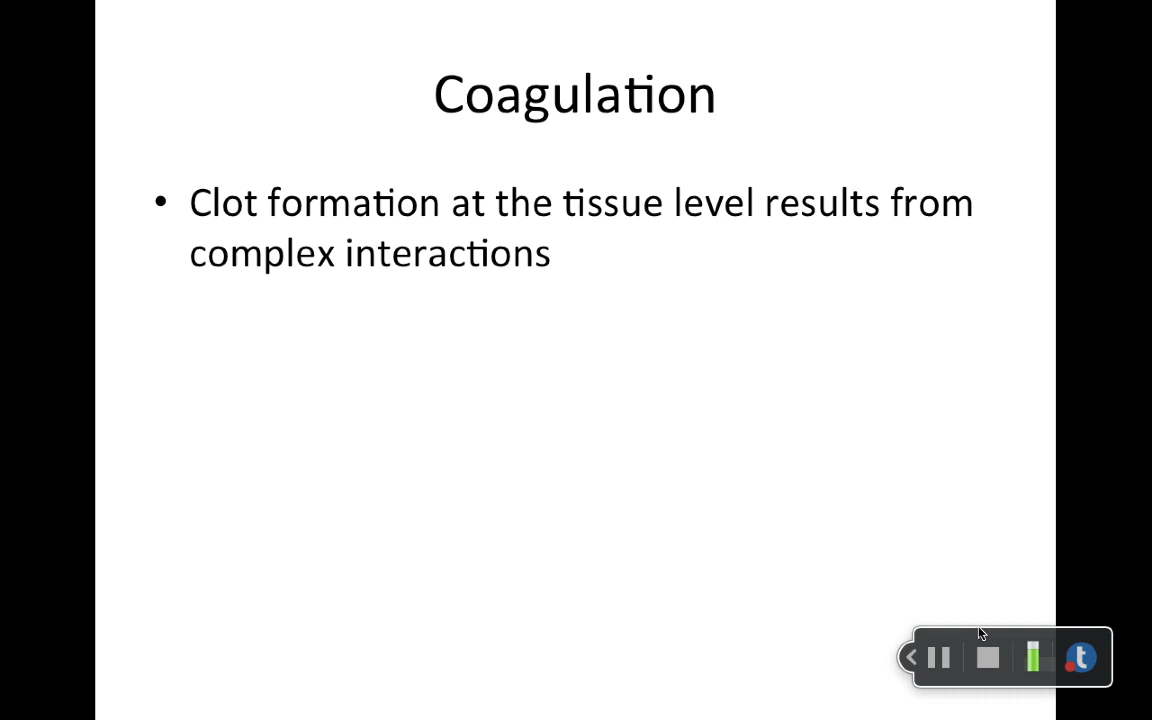 Coagulation
• Clot formation at the tissue level results from
complex interactions
t